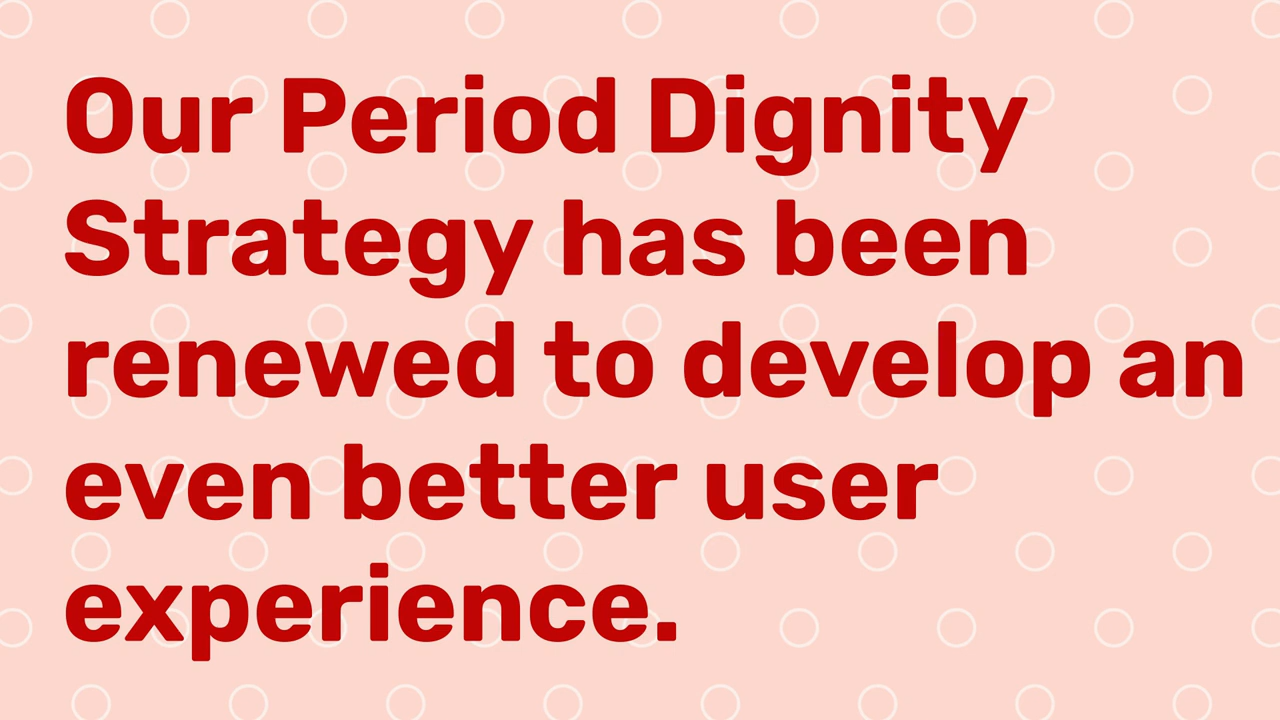 Our Period Dignity
Strategy has been
renewed to develop an
even better user
experience.